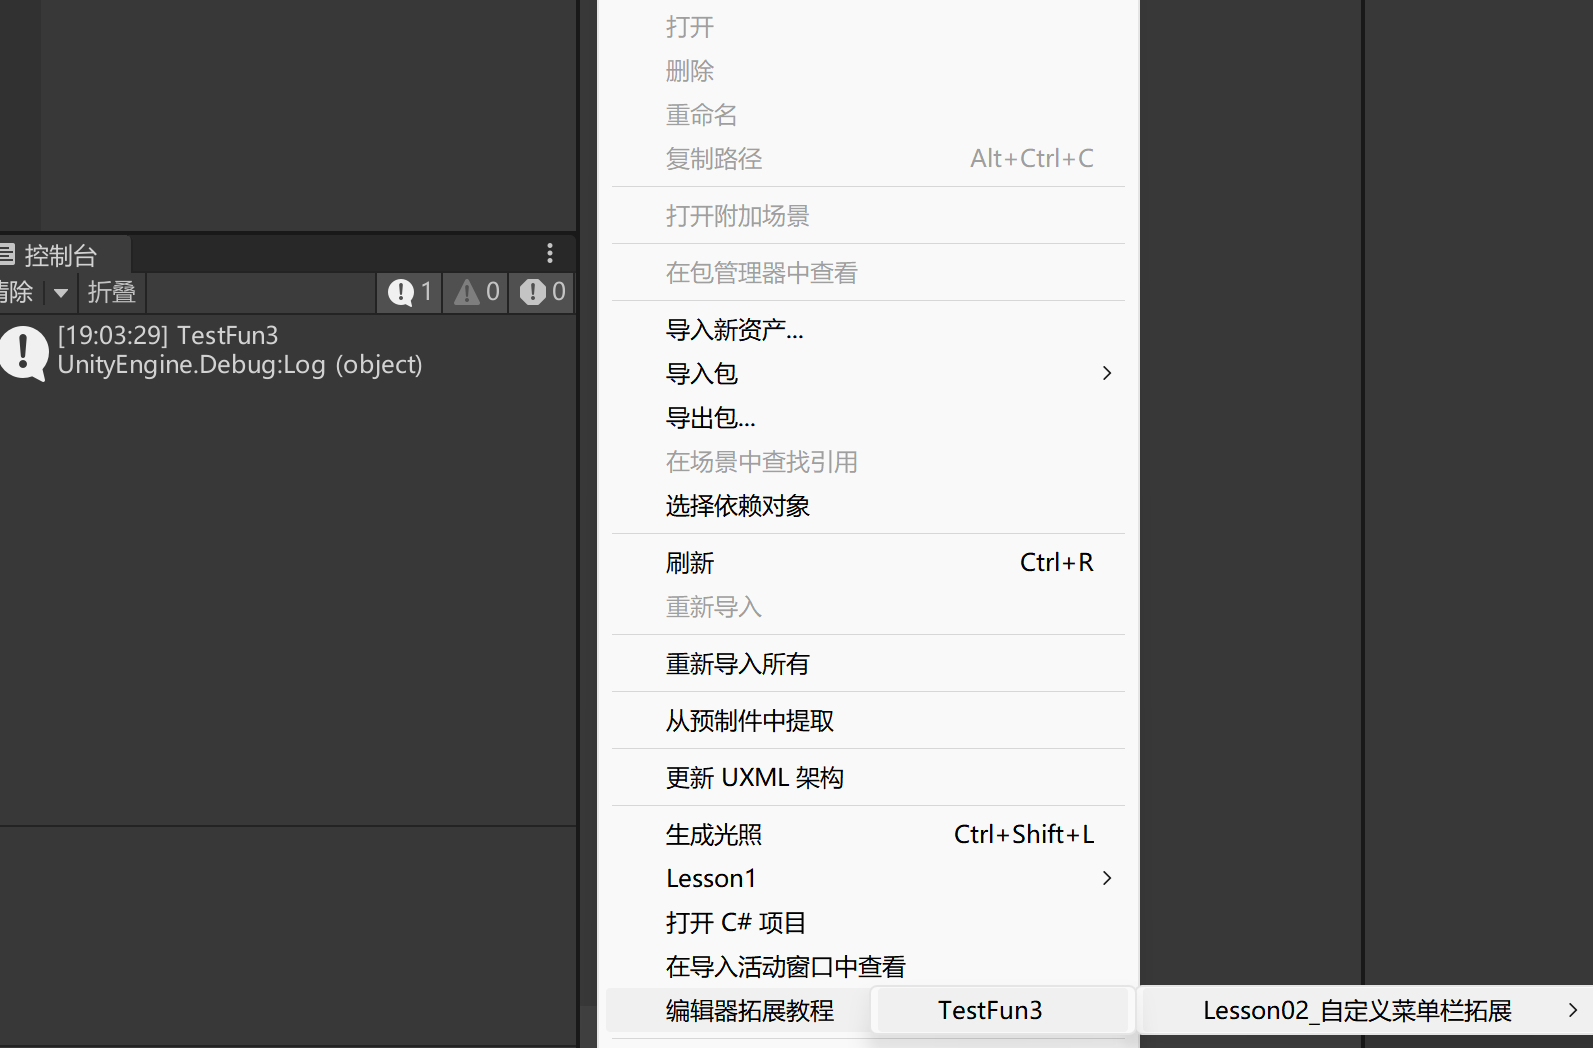 控制台
清除
折叠
1
0
0
[19:03:29] TestFun3
UnityEngine.Debug:Log (object)
打开
删除
重命名
复制路径 Alt+Ctrl+C
打开附加场景
在包管理器中查看
导入新资产...
导入包
导出包...
在场景中查找引用
选择依赖对象
刷新 Ctrl+R
重新导入
重新导入所有
从预制件中提取
更新 UXML 架构
生成光照 Ctrl+Shift+L
Lesson1
打开 C# 项目
在导入活动窗口中查看
编辑器拓展教程
TestFun3
Lesson02_自定义菜单栏拓展